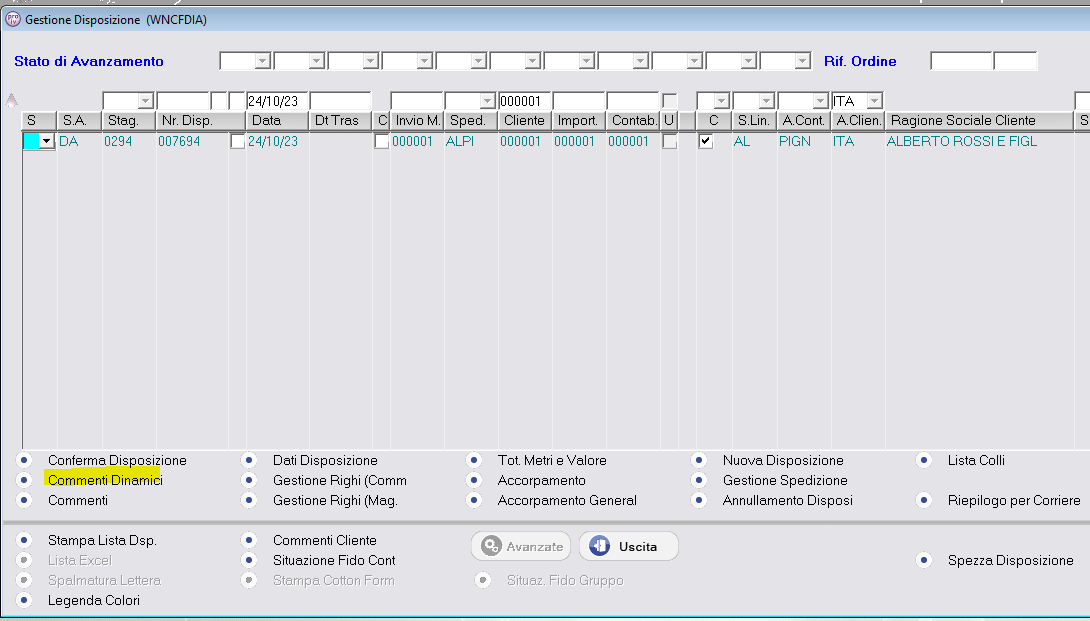 Gestione Disposizione (WNCFDIA)
Stato di Avanzamento Rif. Ordine
24/10/23 000001 ITA
S S.A. Stag. Nr. Disp. Data Dt Tras C Invio M. Sped. Cliente Import. Contab. U C S.Lin. A.Cont. A.Clien. Ragione Sociale Cliente S
DA 0294 007694 24/10/23 000001 ALPI 000001 000001 000001 AL PIGN ITA ALBERTO ROSSI E FIGL
Conferma Disposizione Dati Disposizione Tot. Metri e Valore Nuova Disposizione Lista Colli
Commenti Dinamici Gestione Righi (Comm Accorpamento Gestione Spedizione
Commenti Gestione Righi (Mag. Accorpamento General Annullamento Disposi Riepilogo per Corriere
Stampa Lista Dsp. Commenti Cliente Avanzate Uscita
Lista Excel Situazione Fido Cont Spezza Disposizione
Spalmatura Lettera Stampa Cotton Form Situaz. Fido Gruppo
Legenda Colori